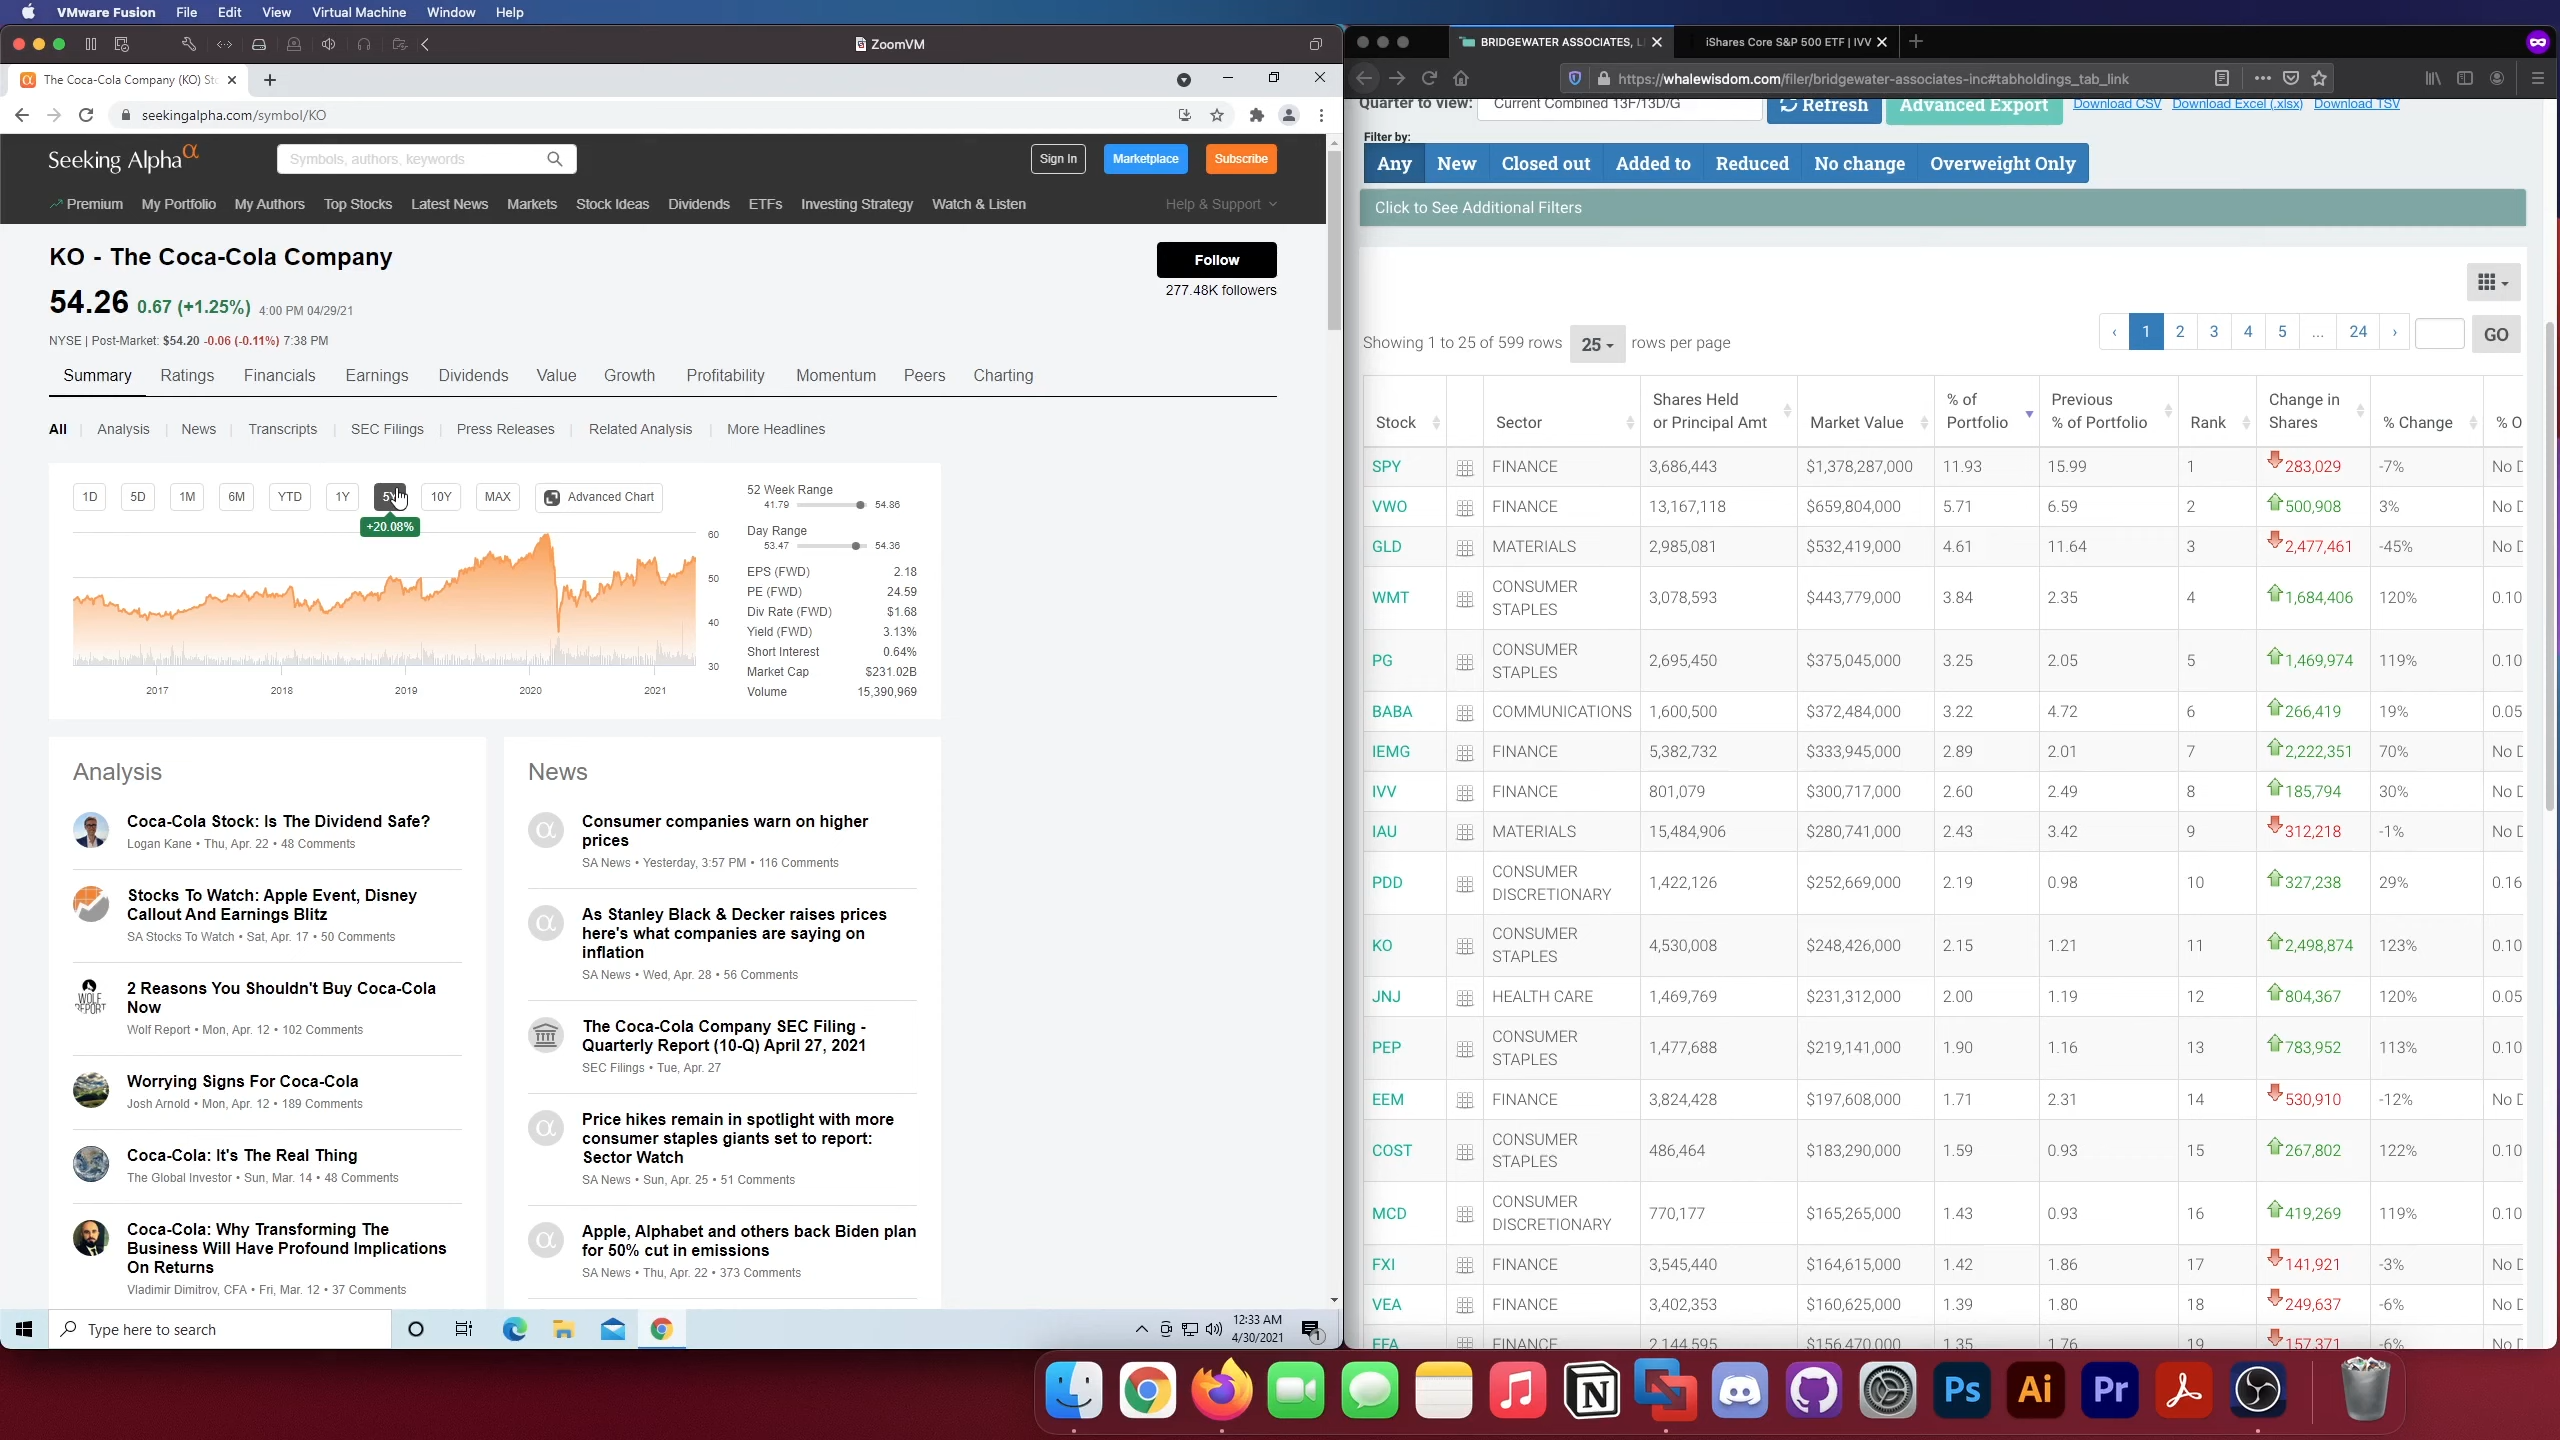 VMware Fusion File Edit View Virtual Machine Window Help
ZoomVM
The Coca-Cola Company (KO) Sto
seekingalpha.com/symbol/KO
Seeking Alpha α
Symbols, authors, keywords
Sign In Marketplace Subscribe
Premium My Portfolio My Authors Top Stocks Latest News Markets Stock Ideas Dividends ETFs Investing Strategy Watch & Listen Help & Support
KO - The Coca-Cola Company
Follow
54.26 0.67 (+1.25%) 4:00 PM 04/29/21
277.48K followers
NYSE | Post-Market: $54.20 -0.06 (-0.11%) 7:38 PM
Summary Ratings Financials Earnings Dividends Value Growth Profitability Momentum Peers Charting
All Analysis News Transcripts SEC Filings Press Releases Related Analysis More Headlines
1D 5D 1M 6M YTD 1Y 5Y 10Y MAX Advanced Chart
+20.08%
60
50
40
30
2017 2018 2019 2020 2021
52 Week Range
41.79 54.86
Day Range
53.47 54.36
EPS (FWD) 2.18
PE (FWD) 24.59
Div Rate (FWD) $1.68
Yield (FWD) 3.13%
Short Interest 0.64%
Market Cap $231.02B
Volume 15,390,969
Analysis
Coca-Cola Stock: Is The Dividend Safe?
Logan Kane • Thu, Apr. 22 • 48 Comments
Stocks To Watch: Apple Event, Disney
Callout And Earnings Blitz
SA Stocks To Watch • Sat, Apr. 17 • 50 Comments
WOLF
REPORT
2 Reasons You Shouldn't Buy Coca-Cola
Now
Wolf Report • Mon, Apr. 12 • 102 Comments
Worrying Signs For Coca-Cola
Josh Arnold • Mon, Apr. 12 • 189 Comments
Coca-Cola: It's The Real Thing
The Global Investor • Sun, Mar. 14 • 48 Comments
Coca-Cola: Why Transforming The
Business Will Have Profound Implications
On Returns
Vladimir Dimitrov, CFA • Fri, Mar. 12 • 37 Comments
News
Consumer companies warn on higher
prices
SA News • Yesterday, 3:57 PM • 116 Comments
As Stanley Black & Decker raises prices
here's what companies are saying on
inflation
SA News • Wed, Apr. 28 • 56 Comments
The Coca-Cola Company SEC Filing -
Quarterly Report (10-Q) April 27, 2021
SEC Filings • Tue, Apr. 27
Price hikes remain in spotlight with more
consumer staples giants set to report:
Sector Watch
SA News • Sun, Apr. 25 • 51 Comments
Apple, Alphabet and others back Biden plan
for 50% cut in emissions
SA News • Thu, Apr. 22 • 373 Comments
Type here to search
12:33 AM
4/30/2021
1
BRIDGEWATER ASSOCIATES, L iShares Core S&P 500 ETF | IVV
https://whalewisdom.com/filer/bridgewater-associates-inc#tabholdings_tab_link
Quarter to view: Current Combined 13F/13D/G Refresh Advanced Export Download CSV Download Excel (.xlsx) Download TSV
Filter by:
Any New Closed out Added to Reduced No change Overweight Only
Click to See Additional Filters
‹ 1 2 3 4 5 ... 24 › GO
Showing 1 to 25 of 599 rows 25 rows per page
Stock Sector Shares Held or Principal Amt Market Value % of Portfolio Previous % of Portfolio Rank Change in Shares % Change % O
SPY FINANCE 3,686,443 $1,378,287,000 11.93 15.99 1 283,029 -7% No D
VWO FINANCE 13,167,118 $659,804,000 5.71 6.59 2 500,908 3% No D
GLD MATERIALS 2,985,081 $532,419,000 4.61 11.64 3 2,477,461 -45% No D
WMT CONSUMER STAPLES 3,078,593 $443,779,000 3.84 2.35 4 1,684,406 120% 0.10
PG CONSUMER STAPLES 2,695,450 $375,045,000 3.25 2.05 5 1,469,974 119% 0.10
BABA COMMUNICATIONS 1,600,500 $372,484,000 3.22 4.72 6 266,419 19% 0.05
IEMG FINANCE 5,382,732 $333,945,000 2.89 2.01 7 2,222,351 70% No D
IVV FINANCE 801,079 $300,717,000 2.60 2.49 8 185,794 30% No D
IAU MATERIALS 15,484,906 $280,741,000 2.43 3.42 9 312,218 -1% No D
PDD CONSUMER DISCRETIONARY 1,422,126 $252,669,000 2.19 0.98 10 327,238 29% 0.16
KO CONSUMER STAPLES 4,530,008 $248,426,000 2.15 1.21 11 2,498,874 123% 0.10
JNJ HEALTH CARE 1,469,769 $231,312,000 2.00 1.19 12 804,367 120% 0.05
PEP CONSUMER STAPLES 1,477,688 $219,141,000 1.90 1.16 13 783,952 113% 0.10
EEM FINANCE 3,824,428 $197,608,000 1.71 2.31 14 530,910 -12% No D
COST CONSUMER STAPLES 486,464 $183,290,000 1.59 0.93 15 267,802 122% 0.10
MCD CONSUMER DISCRETIONARY 770,177 $165,265,000 1.43 0.93 16 419,269 119% 0.10
FXI FINANCE 3,545,440 $164,615,000 1.42 1.86 17 141,921 -3% No D
VEA FINANCE 3,402,353 $160,625,000 1.39 1.80 18 249,637 -6% No D
EFA FINANCE 2,144,595 $156,470,000 1.35 1.76 19 157,371 -6% No D
Ps Ai Pr